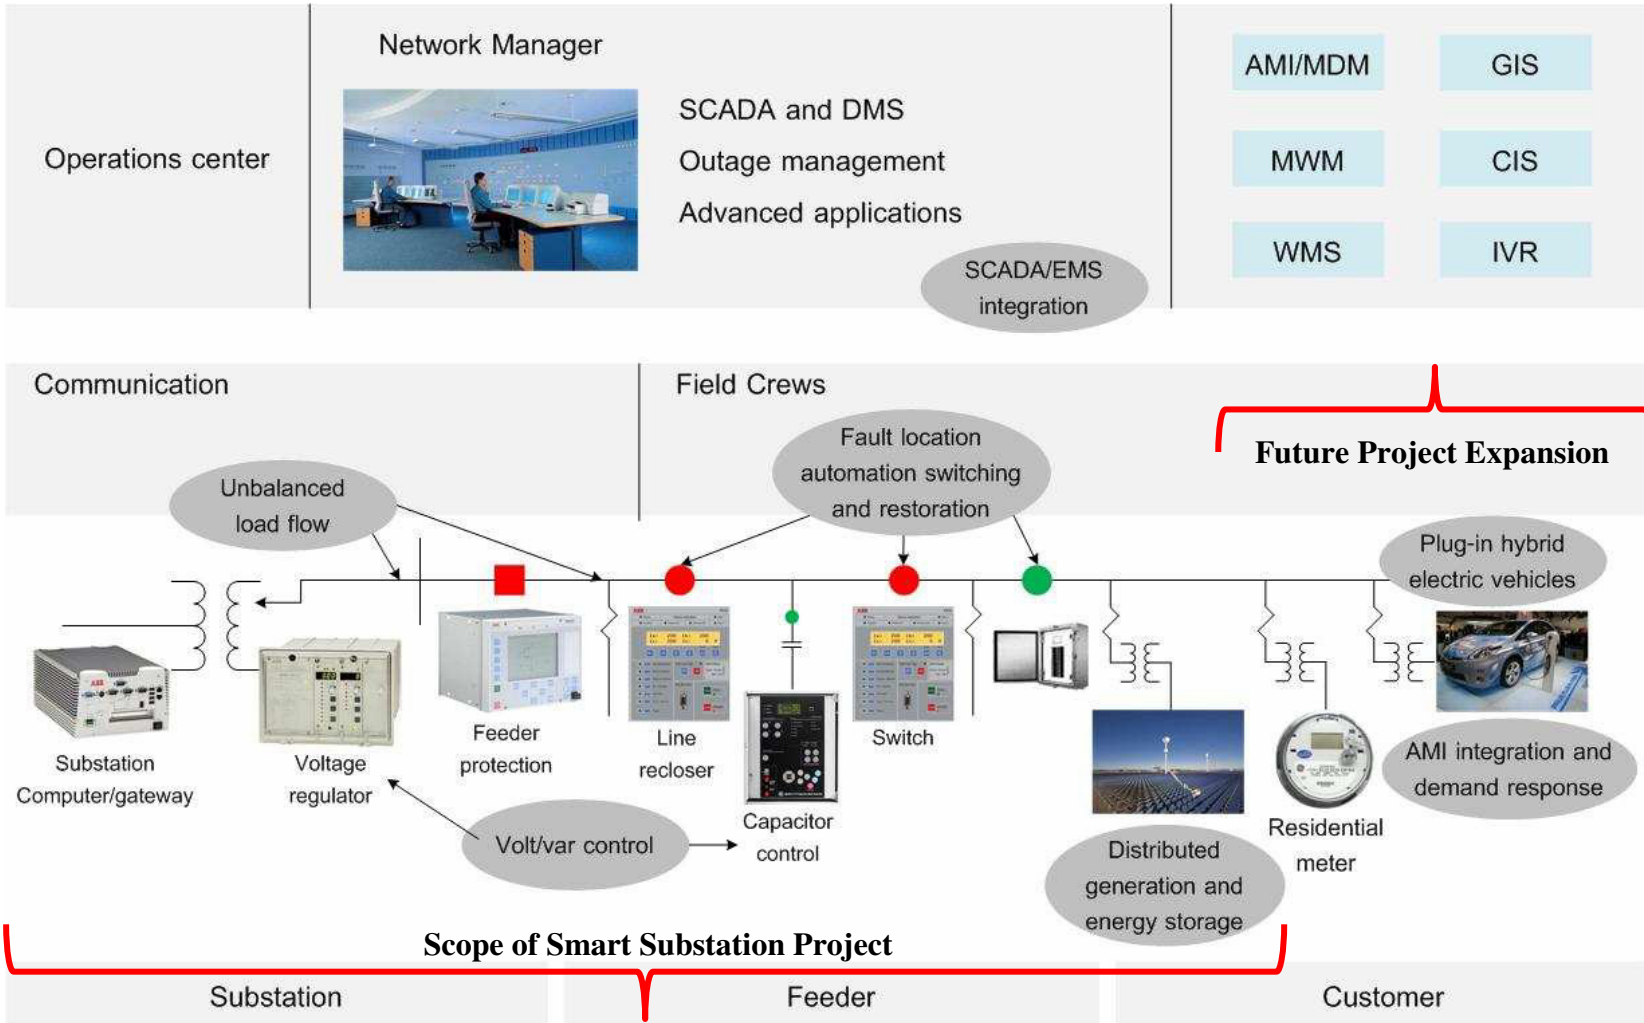 Network Manager
Operations center
SCADA and DMS
Outage management
Advanced applications
SCADA/EMS
integration
AMI/MDM
GIS
MWM
CIS
WMS
IVR
Communication
Field Crews
Future Project Expansion
Unbalanced
load flow
Fault location
automation switching
and restoration
Plug-in hybrid
electric vehicles
ABB
Substation
Computer/gateway
Voltage
regulator
Feeder
protection
ABB
Line
recloser
Capacitor
control
ABB
Switch
Residential
meter
AMI integration and
demand response
Volt/var control
Distributed
generation and
energy storage
Scope of Smart Substation Project
Substation
Feeder
Customer